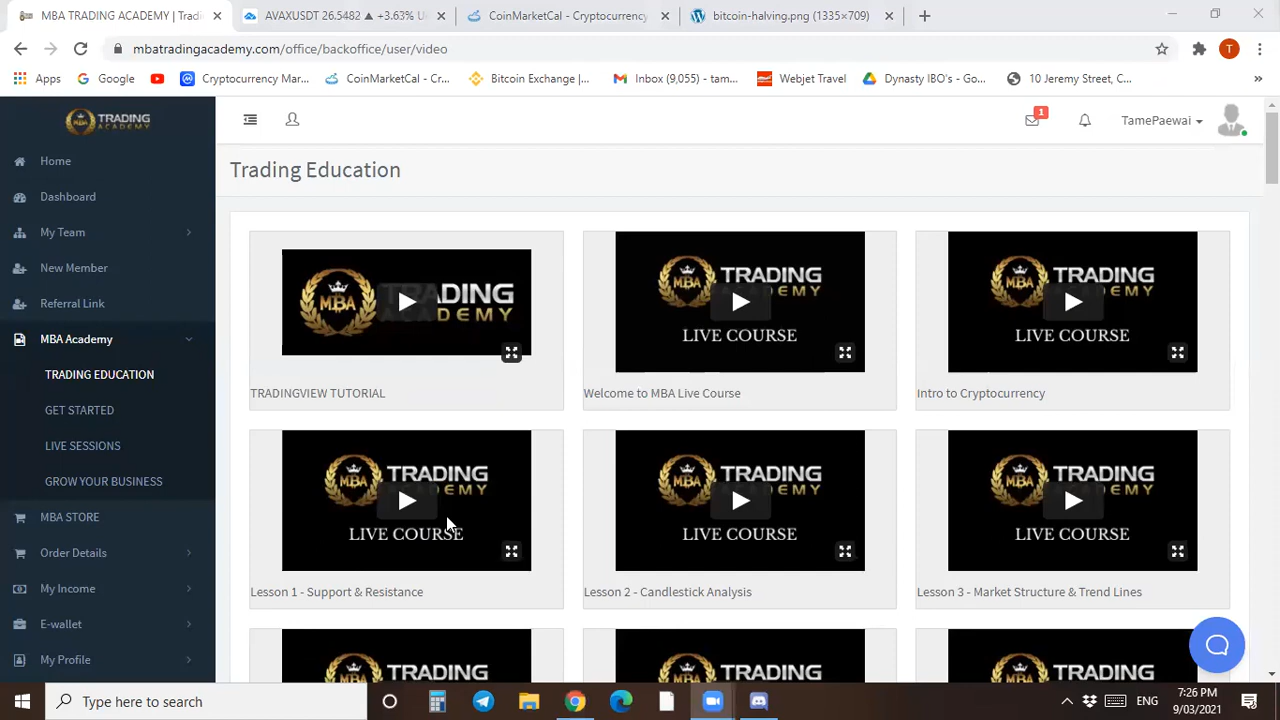 MBA TRADING ACADEMY | Tradi
AVAXUSDT 26.5482 ▲ +3.63% U
CoinMarketCal - Cryptocurrency
bitcoin-halving.png (1335×709)
mbatradingacademy.com/office/backoffice/user/video
Apps
Google
Cryptocurrency Mar...
CoinMarketCal - Cr...
Bitcoin Exchange |...
Inbox (9,055) - tam...
Webjet Travel
Dynasty IBO's - Go...
10 Jeremy Street, C...
»
MBA TRADING ACADEMY
1
TamePaewai
Home
Dashboard
My Team
New Member
Referral Link
MBA Academy
TRADING EDUCATION
GET STARTED
LIVE SESSIONS
GROW YOUR BUSINESS
MBA STORE
Order Details
My Income
E-wallet
My Profile
Trading Education
MBA TRADING ACADEMY
TRADINGVIEW TUTORIAL
MBA TRADING ACADEMY
LIVE COURSE
Welcome to MBA Live Course
MBA TRADING ACADEMY
LIVE COURSE
Intro to Cryptocurrency
MBA TRADING ACADEMY
LIVE COURSE
Lesson 1 - Support & Resistance
MBA TRADING ACADEMY
LIVE COURSE
Lesson 2 - Candlestick Analysis
MBA TRADING ACADEMY
LIVE COURSE
Lesson 3 - Market Structure & Trend Lines
TRADING
TRADING
TRADING
Type here to search
ENG
7:26 PM
9/03/2021